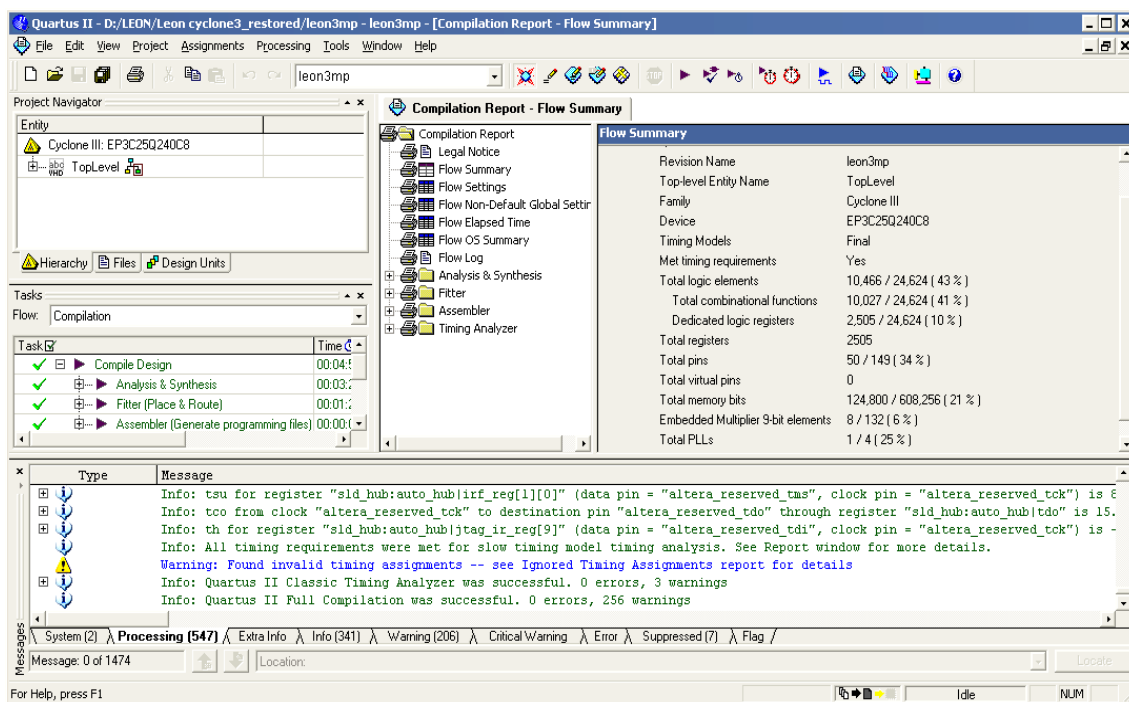 Quartus II - D:/LEON/Leon cyclone3_restored/leon3mp - leon3mp - [Compilation Report - Flow Summary]
File Edit View Project Assignments Processing Tools Window Help
leon3mp
Project Navigator
Entity
Cyclone III: EP3C25Q240C8
abc VHD TopLevel
Hierarchy Files Design Units
Tasks
Flow: Compilation
Task Time
Compile Design 00:04:
Analysis & Synthesis 00:03:
Fitter (Place & Route) 00:01:
Assembler (Generate programming files) 00:00:
Compilation Report - Flow Summary
Compilation Report
Legal Notice
Flow Summary
Flow Settings
Flow Non-Default Global Settin
Flow Elapsed Time
Flow OS Summary
Flow Log
Analysis & Synthesis
Fitter
Assembler
Timing Analyzer
Flow Summary
Revision Name leon3mp
Top-level Entity Name TopLevel
Family Cyclone III
Device EP3C25Q240C8
Timing Models Final
Met timing requirements Yes
Total logic elements 10,466 / 24,624 ( 43 % )
Total combinational functions 10,027 / 24,624 ( 41 % )
Dedicated logic registers 2,505 / 24,624 ( 10 % )
Total registers 2505
Total pins 50 / 149 ( 34 % )
Total virtual pins 0
Total memory bits 124,800 / 608,256 ( 21 % )
Embedded Multiplier 9-bit elements 8 / 132 ( 6 % )
Total PLLs 1 / 4 ( 25 % )
Type Message
Info: tsu for register "sld_hub:auto_hub|irf_reg[1][0]" (data pin = "altera_reserved_tms", clock pin = "altera_reserved_tck") is 8
Info: tco from clock "altera_reserved_tck" to destination pin "altera_reserved_tdo" through register "sld_hub:auto_hub|tdo" is 15.
Info: th for register "sld_hub:auto_hub|jtag_ir_reg[9]" (data pin = "altera_reserved_tdi", clock pin = "altera_reserved_tck") is -
Info: All timing requirements were met for slow timing model timing analysis. See Report window for more details.
Warning: Found invalid timing assignments -- see Ignored Timing Assignments report for details
Info: Quartus II Classic Timing Analyzer was successful. 0 errors, 3 warnings
Info: Quartus II Full Compilation was successful. 0 errors, 256 warnings
System (2) Processing (547) Extra Info Info (341) Warning (206) Critical Warning Error Suppressed (7) Flag
Messages
Message: 0 of 1474 Location: Locate
For Help, press F1 Idle NUM